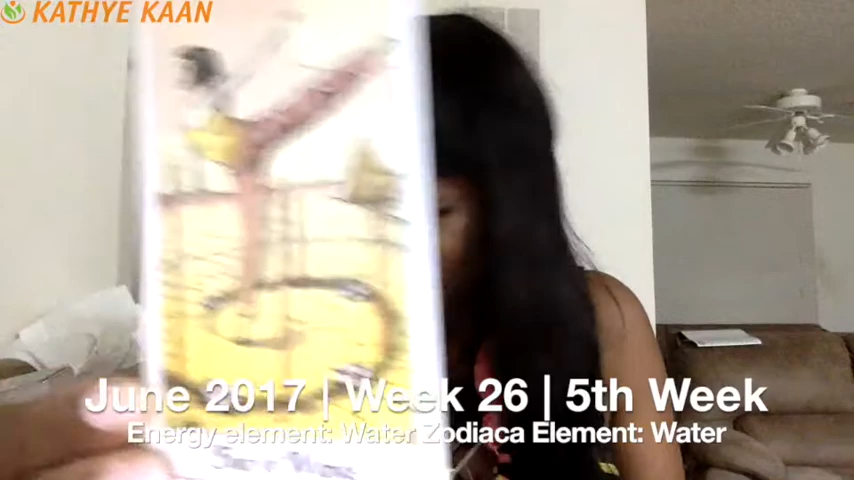 KATHYE KAAN
June 2017 | Week 26 | 5th Week
Energy element: Water Zodiaca Element: Water